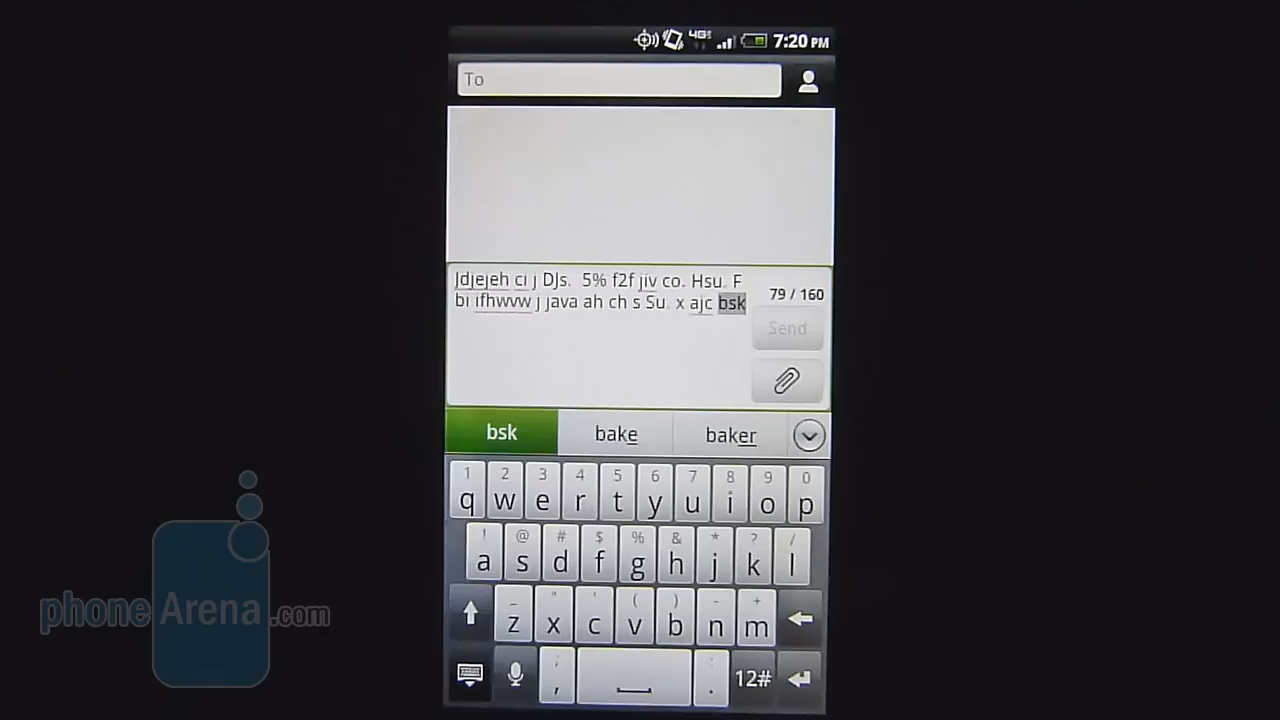 4G 7:20 PM
To
Jdjejeh ci j DJs. 5% f2f jiv co. Hsu. F
bi ifhwvw j java ah ch s Su. x ajc bsk
79 / 160
Send
bsk bake baker
1 2 3 4 5 6 7 8 9 0
q w e r t y u i o p
! @ # $ % & * ? /
a s d f g h j k l
_ " ' ( ) - +
z x c v b n m
, . 12#
phoneArena.com